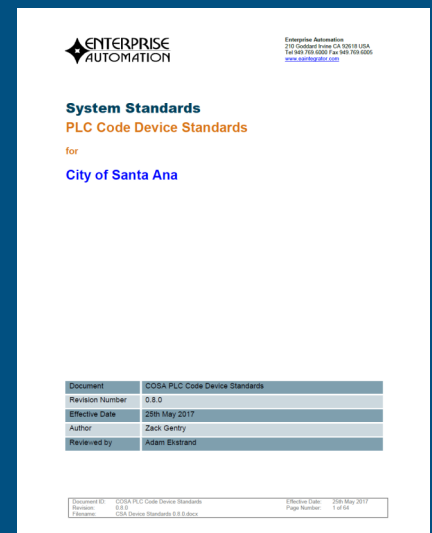 ENTERPRISE
AUTOMATION
Enterprise Automation
210 Goddard Irvine CA 92618 USA
Tel 949.769.6000 Fax 949.769.6005
www.eaintegrator.com
System Standards
PLC Code Device Standards
for
City of Santa Ana
Document COSA PLC Code Device Standards
Revision Number 0.8.0
Effective Date 25th May 2017
Author Zack Gentry
Reviewed by Adam Ekstrand
Document ID: COSA PLC Code Device Standards Effective Date: 25th May 2017
Revision: 0.8.0 Page Number: 1 of 64
Filename: CSA Device Standards 0.8.0.docx